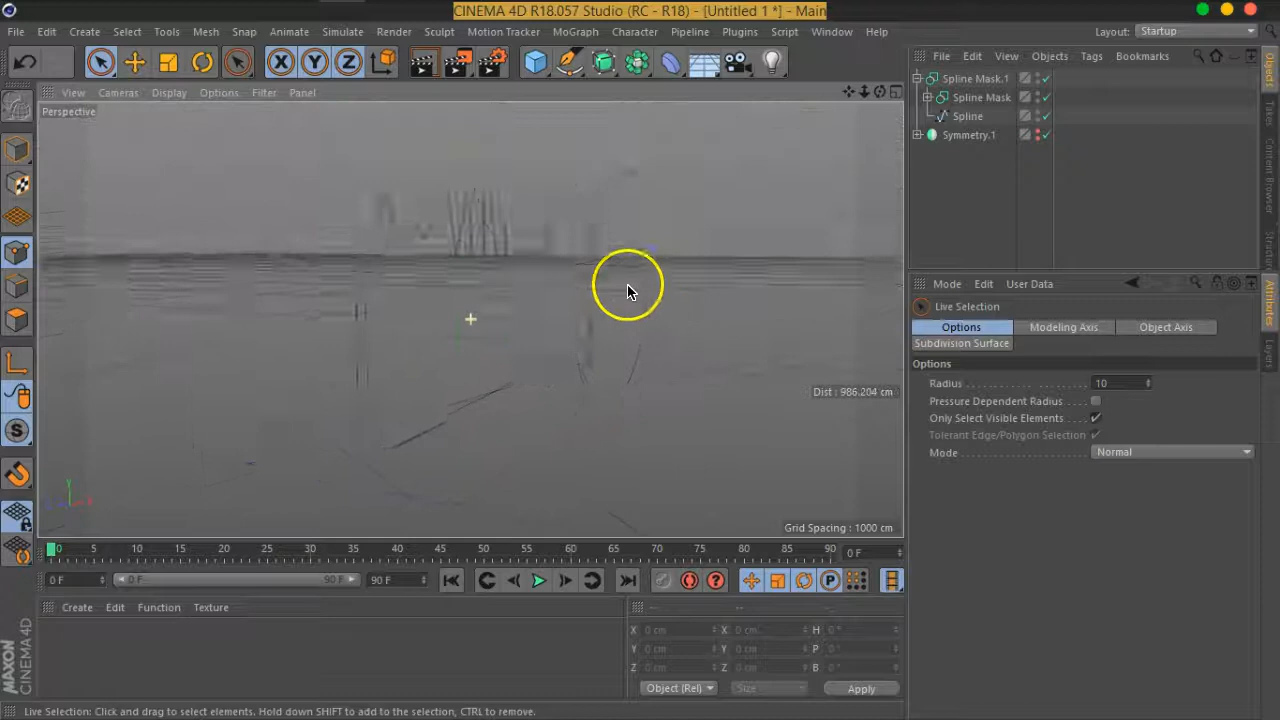 CINEMA 4D R18.057 Studio (RC - R18) - [Untitled 1 *] - Main
File Edit Create Select Tools Mesh Snap Animate Simulate Render Sculpt Motion Tracker MoGraph Character Pipeline Plugins Script Window Help Layout: Startup
X Y Z
File Edit View Objects Tags Bookmarks
View Cameras Display Options Filter Panel
Perspective
Spline Mask.1
Spline Mask
Spline
Symmetry.1
Objects
Takes
Content Browser
Structure
Mode Edit User Data
Live Selection
Options Modeling Axis Object Axis
Subdivision Surface
Options
Radius 10
Pressure Dependent Radius
Only Select Visible Elements
Tolerant Edge/Polygon Selection
Mode Normal
Attributes
Layers
Dist : 986.204 cm
Y
Grid Spacing : 1000 cm
S
0 5 10 15 20 25 30 35 40 45 50 55 60 65 70 75 80 85 90 0 F
0 F 0 F 90 F 90 F
P
Create Edit Function Texture
X 0 cm X 0 cm H 0 °
Y 0 cm Y 0 cm P 0 °
Z 0 cm Z 0 cm B 0 °
Object (Rel) Size Apply
MAXON
CINEMA 4D
Live Selection: Click and drag to select elements. Hold down SHIFT to add to the selection, CTRL to remove.